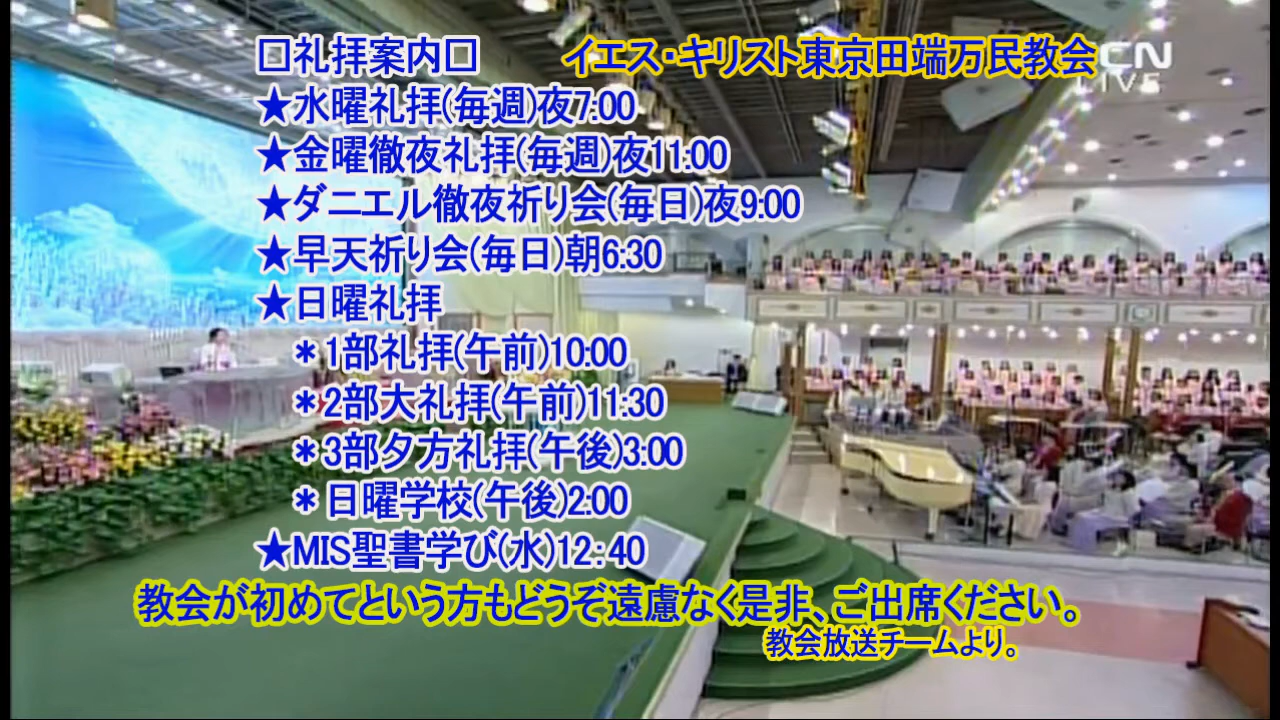 □礼拝案内□ イエス・キリスト東京田端万民教会
CN
LIVE
★水曜礼拝(毎週)夜7:00
★金曜徹夜礼拝(毎週)夜11:00
★ダニエル徹夜祈り会(毎日)夜9:00
★早天祈り会(毎日)朝6:30
★日曜礼拝
*1部礼拝(午前)10:00
*2部大礼拝(午前)11:30
*3部夕方礼拝(午後)3:00
*日曜学校(午後)2:00
★MIS聖書学び(水)12:40
教会が初めてという方もどうぞ遠慮なく是非、ご出席ください。
教会放送チームより。